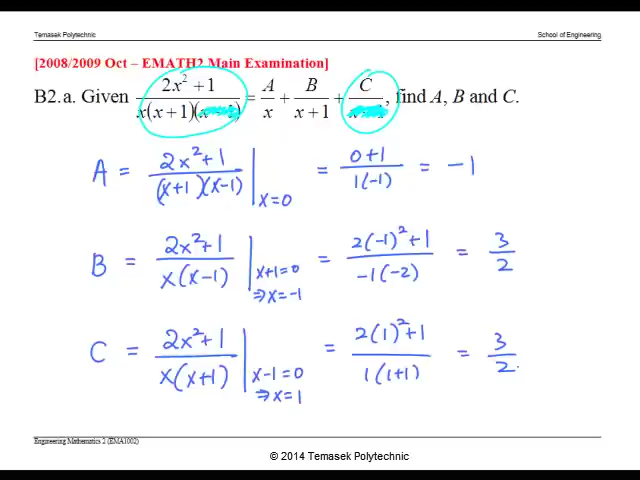 Temasek Polytechnic School of Engineering
[2008/2009 Oct – EMATH2 Main Examination]
B2.a. Given (2x² + 1)/(x(x + 1)(x − 1)) = A/x + B/(x + 1) + C/(x − 1), find A, B and C.
A = (2x² + 1)/((x+1)(x−1)) | x=0 = (0+1)/(1(−1)) = −1
B = (2x² + 1)/(x(x−1)) | x+1=0 ⇒ x=−1 = (2(−1)² + 1)/(−1(−2)) = 3/2
C = (2x² + 1)/(x(x+1)) | x−1=0 ⇒ x=1 = (2(1)² + 1)/(1(1+1)) = 3/2
Engineering Mathematics 2 (EMA1002)
© 2014 Temasek Polytechnic